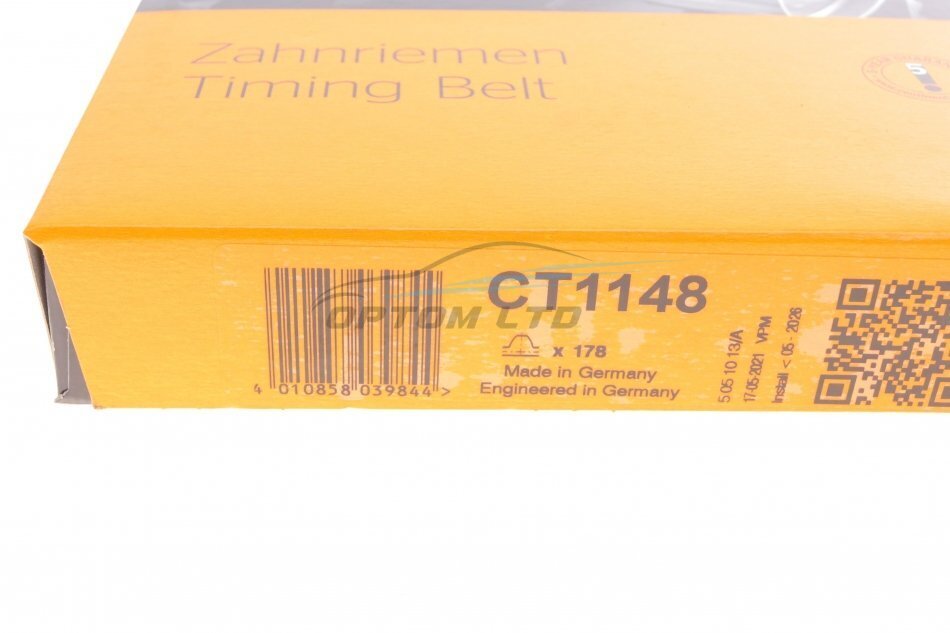 Zahnriemen
Timing Belt
5
CT1148
OPTOM LTD
x 178
Made in Germany
Engineered in Germany
4 010858 039844 >
5 05 10 13/A
17-05-2021 VPM
Install < 05 - 2026